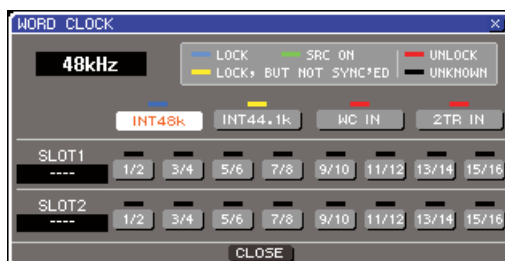 WORD CLOCK ×
48kHz
LOCK SRC ON UNLOCK
LOCK, BUT NOT SYNC'ED UNKNOWN
INT48k INT44.1k WC IN 2TR IN
SLOT1
---- 1/2 3/4 5/6 7/8 9/10 11/12 13/14 15/16
SLOT2
---- 1/2 3/4 5/6 7/8 9/10 11/12 13/14 15/16
CLOSE